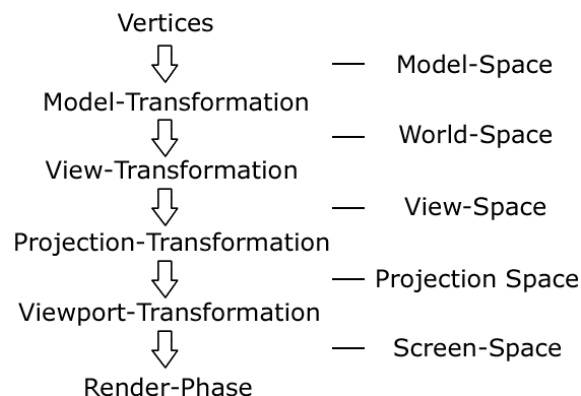 Vertices
Model-Space
Model-Transformation
World-Space
View-Transformation
View-Space
Projection-Transformation
Projection Space
Viewport-Transformation
Screen-Space
Render-Phase